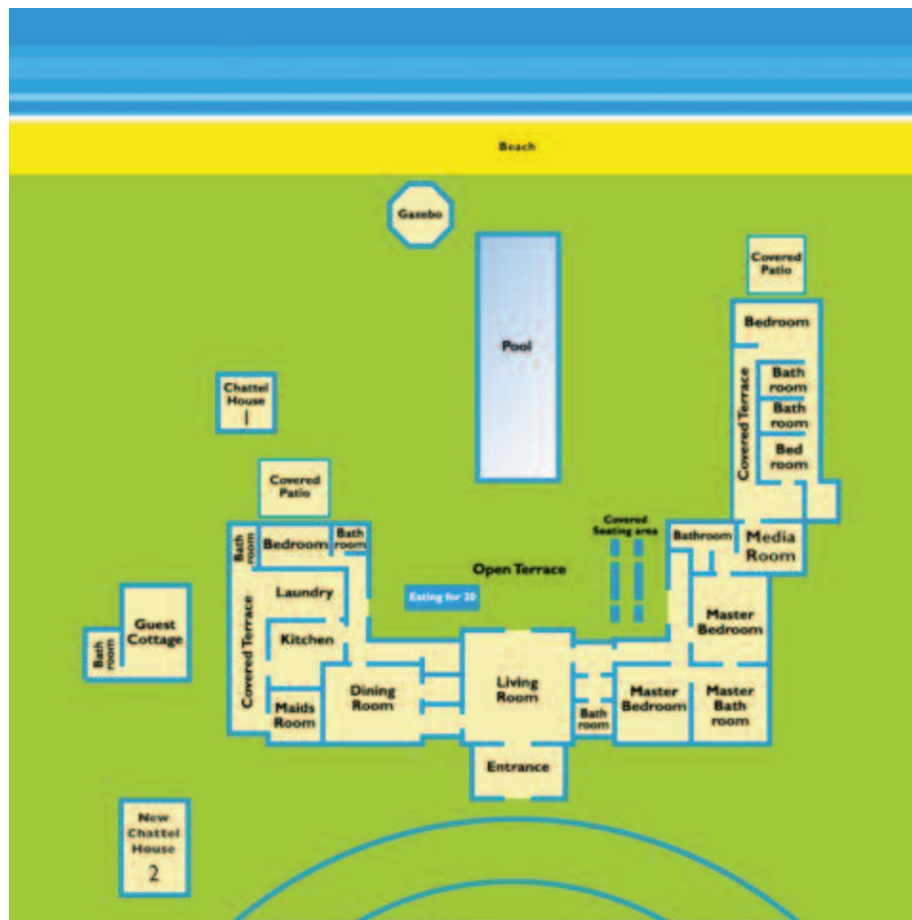 Beach
Gazebo
Covered
Patio
Bedroom
Pool
Covered Terrace
Bath
room
Bath
room
Bed
room
Chattel
House
1
Covered
Patio
Covered
Seating area
Bath
room
Bedroom
Bath
room
Bathroom
Media
Room
Open Terrace
Eating for 20
Laundry
Guest
Cottage
Bath
room
Covered Terrace
Kitchen
Master
Bedroom
Maids
Room
Dining
Room
Living
Room
Bath
room
Master
Bedroom
Master
Bath
room
Entrance
New
Chattel
House
2